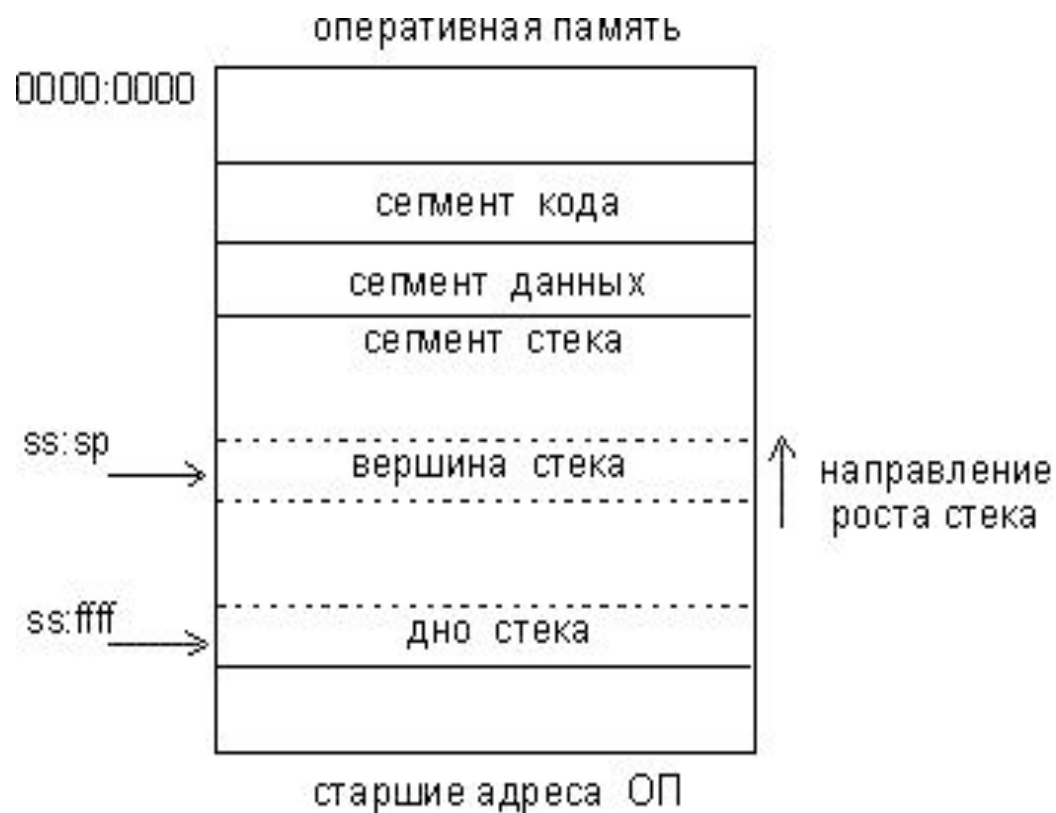 оперативная память
0000:0000
сегмент кода
сегмент данных
сегмент стека
ss:sp
вершина стека
направление
роста стека
ss:ffff
дно стека
старшие адреса ОП